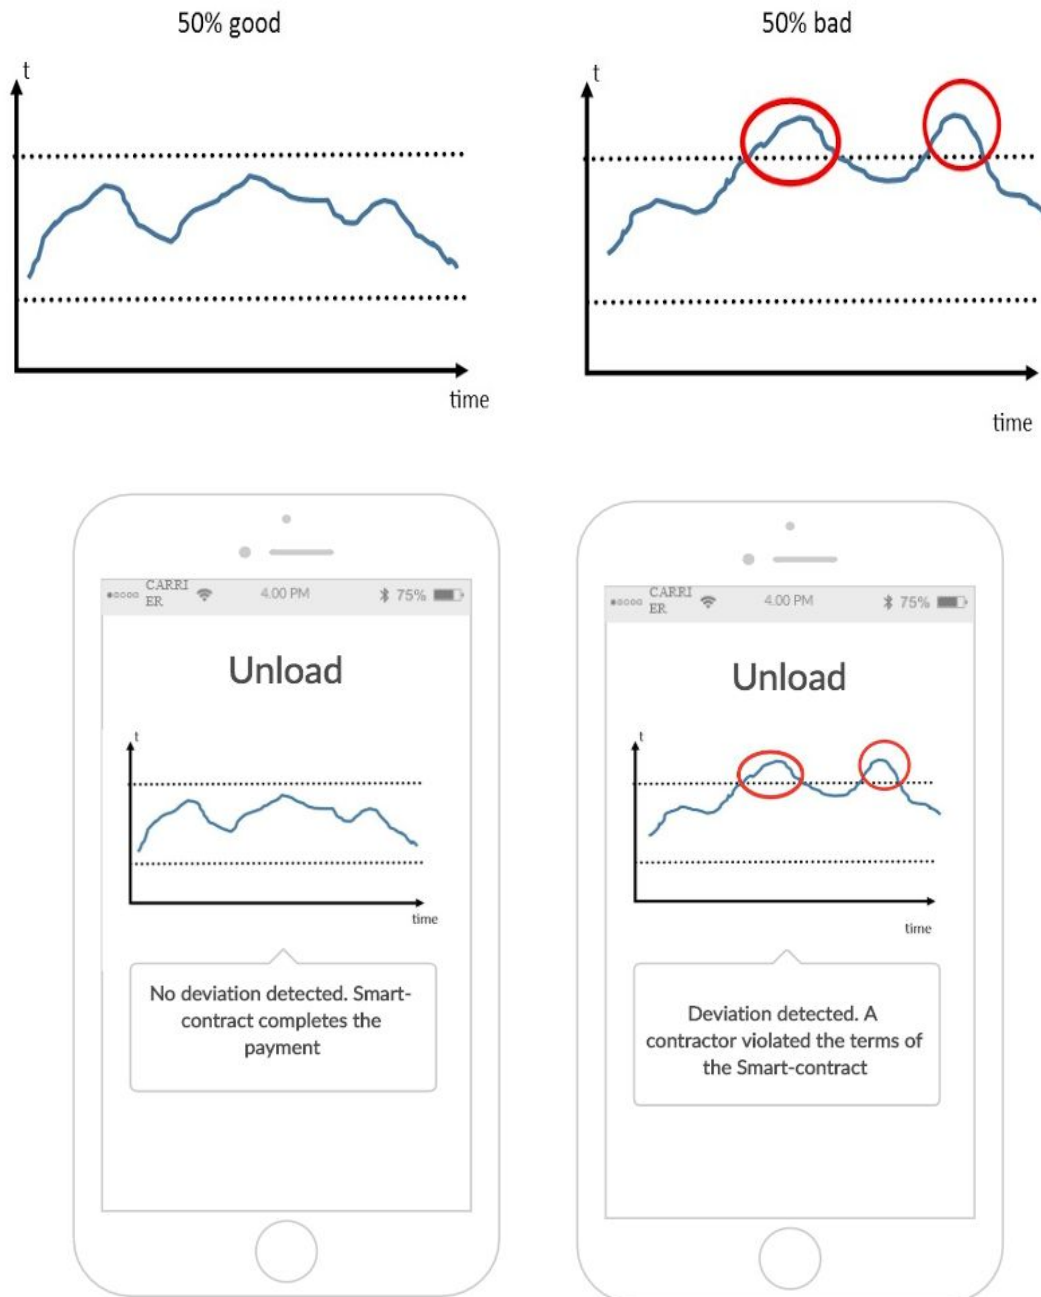 50% good
50% bad
t
t
time
time
CARRI
ER
4.00 PM
75%
CARRI
ER
4.00 PM
75%
Unload
Unload
t
t
time
time
No deviation detected. Smart-
contract completes the
payment
Deviation detected. A
contractor violated the terms of
the Smart-contract